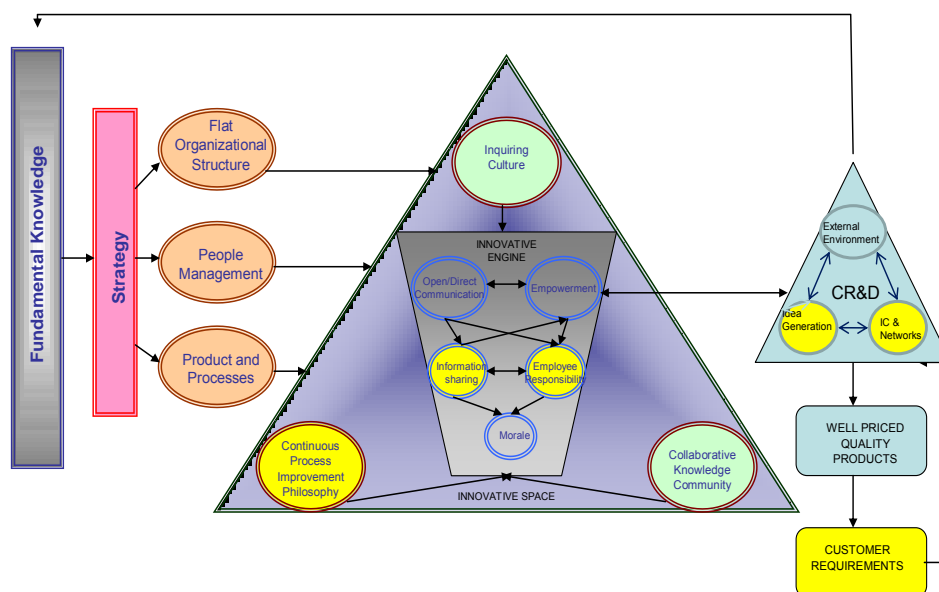 Fundamental Knowledge
Strategy
Flat
Organizational
Structure
People
Management
Product and
Processes
Inquiring
Culture
INNOVATIVE
ENGINE
Open/Direct
Communication
Empowerment
Information
sharing
Employee
Responsibility
Morale
Continuous
Process
Improvement
Philosophy
Collaborative
Knowledge
Community
INNOVATIVE SPACE
External
Environment
CR&D
Idea
Generation
IC &
Networks
WELL PRICED
QUALITY
PRODUCTS
CUSTOMER
REQUIREMENTS